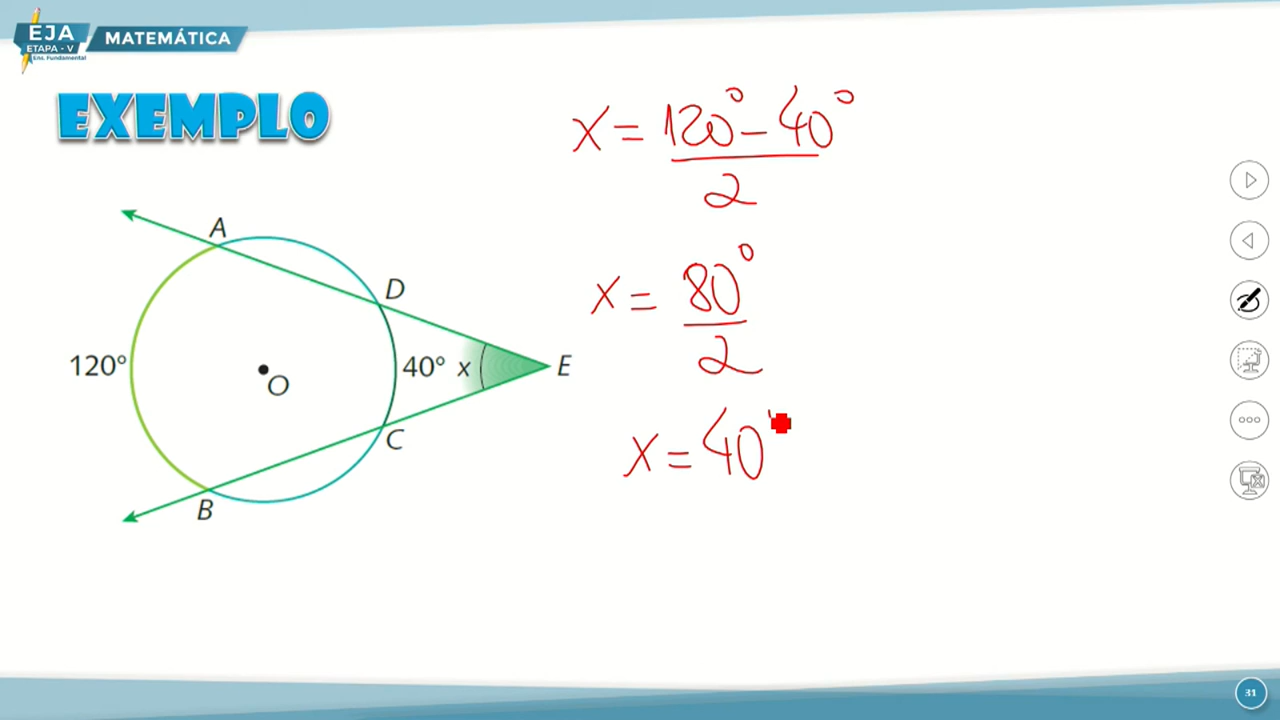 EJA
ETAPA - V
Ens. Fundamental
MATEMÁTICA
EXEMPLO
x = 120° - 40°
2
x = 80°
2
x = 40°
A
D
120°
O
40° x
E
C
B
31